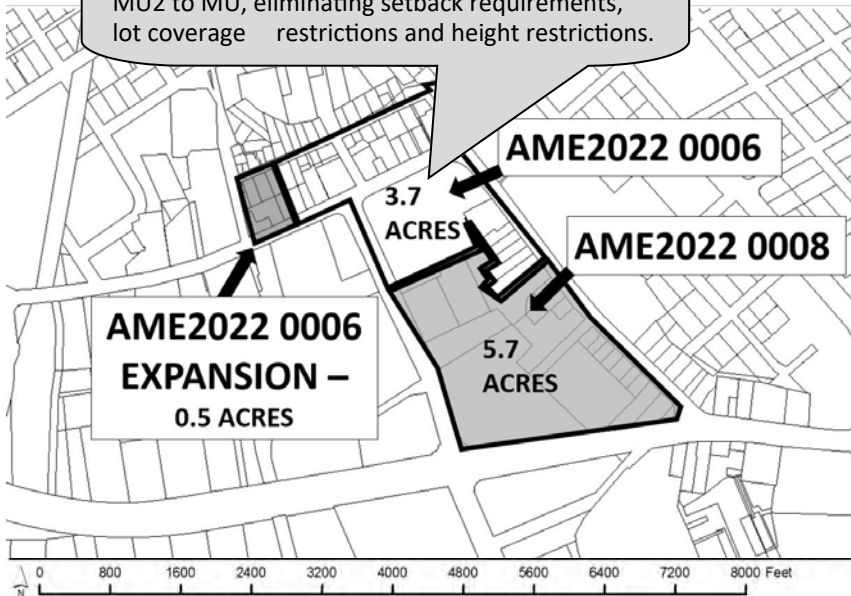 MU2 to MU, eliminating setback requirements,
lot coverage restrictions and height restrictions.
AME2022 0006
3.7
ACRES
AME2022 0008
AME2022 0006
EXPANSION –
0.5 ACRES
5.7
ACRES
N
0 800 1600 2400 3200 4000 4800 5600 6400 7200 8000 Feet